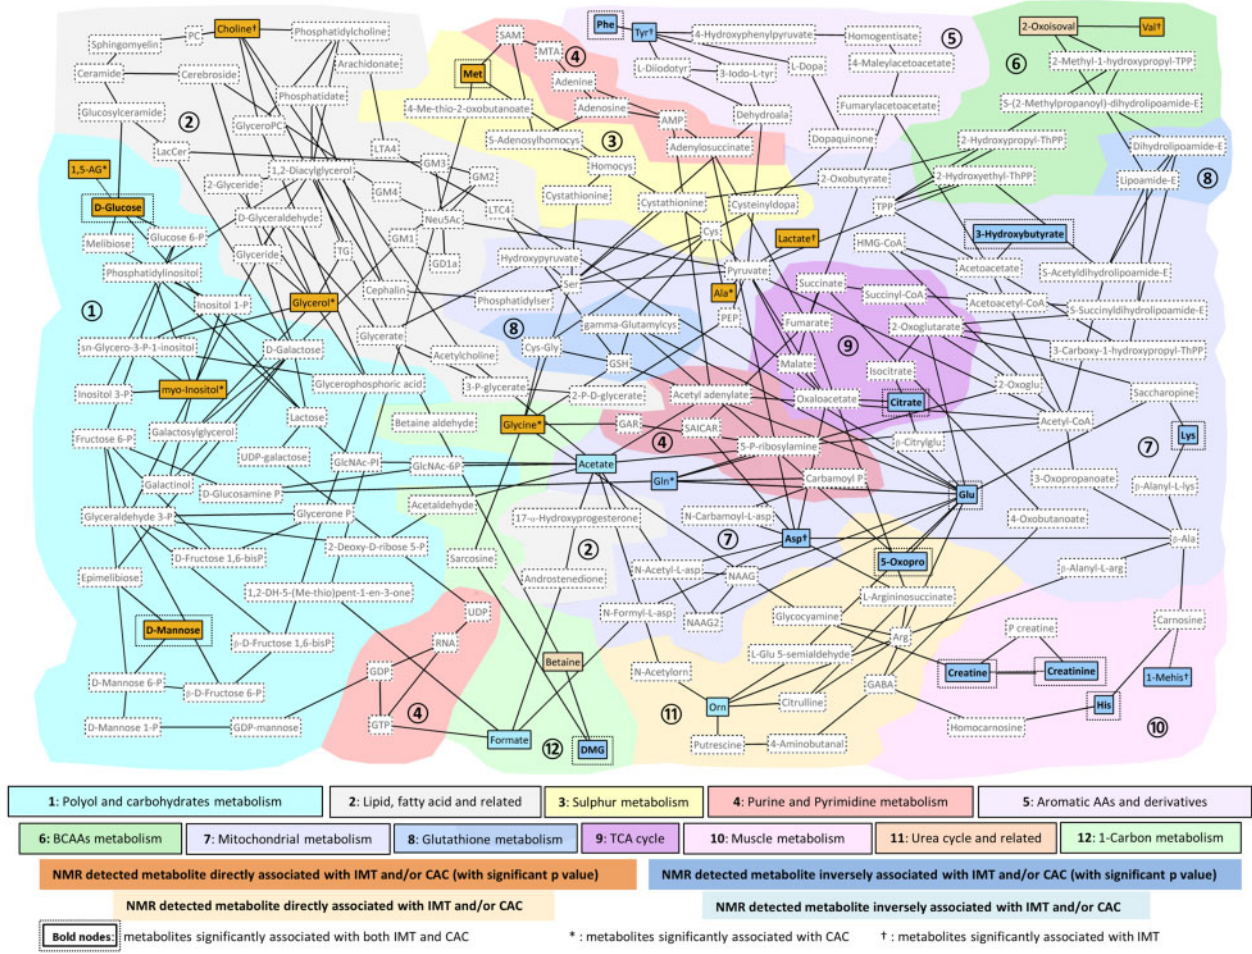 Choline†
PC
Sphingomyelin
Phosphatidylcholine
Arachidonate
Ceramide
Cerebroside
Phosphatidate
Glucosylceramide
②
GlyceroPC
LacCer
LTA4
1,2-Diacylglycerol
GM3
GM2
2-Glyceride
GM4
LTC4
D-Glyceraldehyde
Neu5Ac
TG
GM1
GD1a
Glyceride
Cephalin
Glycerol*
Glycerate
Acetylcholine
3-P-glycerate
2-P-D-glycerate
SAM
MTA
④
Adenine
Adenosine
AMP
Adenylosuccinate
Met
4-Me-thio-2-oxobutanoate
S-Adenosylhomocys
③
Homocys
Cystathionine
Cystathionine
Cysteinyldopa
Cys
Phe
Tyr†
4-Hydroxyphenylpyruvate
Homogentisate
⑤
L-Diiodotyr
3-Iodo-L-tyr
L-Dopa
4-Maleylacetoacetate
Dehydroala
Fumarylacetoacetate
Dopaquinone
2-Oxoisoval
Val†
⑥
2-Methyl-1-hydroxypropyl-TPP
S-(2-Methylpropanoyl)-dihydrolipoamide-E
2-Hydroxypropyl-ThPP
Dihydrolipoamide-E
2-Hydroxyethyl-ThPP
Lipoamide-E
⑧
2-Oxobutyrate
TPP
Lactate†
HMG-CoA
3-Hydroxybutyrate
Acetoacetate
S-Acetyldihydrolipoamide-E
Hydroxypyruvate
Ser
Pyruvate
Phosphatidylser
Ala*
PEP
Succinate
Succinyl-CoA
Acetoacetyl-CoA
S-Succinyldihydrolipoamide-E
⑧
gamma-Glutamylcys
Cys-Gly
GSH
Fumarate
⑨
2-Oxoglutarate
Malate
Isocitrate
3-Carboxy-1-hydroxypropyl-ThPP
Oxaloacetate
Citrate
2-Oxoglu
Saccharopine
Acetyl-CoA
1,5-AG*
D-Glucose
Melibiose
Glucose 6-P
Phosphatidylinositol
Inositol 1-P
①
sn-Glycero-3-P-1-inositol
D-Galactose
Inositol 3-P
myo-Inositol*
Glycerophosphoric acid
Lactose
Fructose 6-P
Galactosylglycerol
UDP-galactose
GlcNAc-PI
GlcNAc-6P
Galactinol
D-Glucosamine P
Glyceraldehyde 3-P
Glycerone P
2-Deoxy-D-ribose 5-P
D-Fructose 1,6-bisP
Epimelibiose
1,2-DH-5-(Me-thio)pent-1-en-3-one
D-Mannose
β-D-Fructose 1,6-bisP
D-Mannose 6-P
β-D-Fructose 6-P
D-Mannose 1-P
GDP-mannose
UDP
RNA
GDP
GTP
④
Betaine aldehyde
Glycine*
Acetate
Acetaldehyde
Sarcosine
17-α-Hydroxyprogesterone
②
Androstenedione
Betaine
Formate
⑫
DMG
Acetyl adenylate
GAR
SAICAR
④
5-P-ribosylamine
Gln*
Carbamoyl P
β-Citrylglu
Glu
Lys
⑦
3-Oxopropanoate
β-Alanyl-L-lys
N-Carbamoyl-L-asp
Asp†
⑦
4-Oxobutanoate
β-Ala
N-Acetyl-L-asp
NAAG
5-Oxopro
β-Alanyl-L-arg
N-Formyl-L-asp
NAAG2
L-Argininosuccinate
Glycocyamine
Arg
P creatine
Carnosine
L-Glu 5-semialdehyde
N-Acetylorn
GABA
Creatine
Creatinine
1-Mehis†
⑪
Orn
Citrulline
His
Homocarnosine
⑩
Putrescine
4-Aminobutanal
1: Polyol and carbohydrates metabolism
2: Lipid, fatty acid and related
3: Sulphur metabolism
4: Purine and Pyrimidine metabolism
5: Aromatic AAs and derivatives
6: BCAAs metabolism
7: Mitochondrial metabolism
8: Glutathione metabolism
9: TCA cycle
10: Muscle metabolism
11: Urea cycle and related
12: 1-Carbon metabolism
NMR detected metabolite directly associated with IMT and/or CAC (with significant p value)
NMR detected metabolite inversely associated with IMT and/or CAC (with significant p value)
NMR detected metabolite directly associated with IMT and/or CAC
NMR detected metabolite inversely associated with IMT and/or CAC
Bold nodes: metabolites significantly associated with both IMT and CAC
* : metabolites significantly associated with CAC
† : metabolites significantly associated with IMT